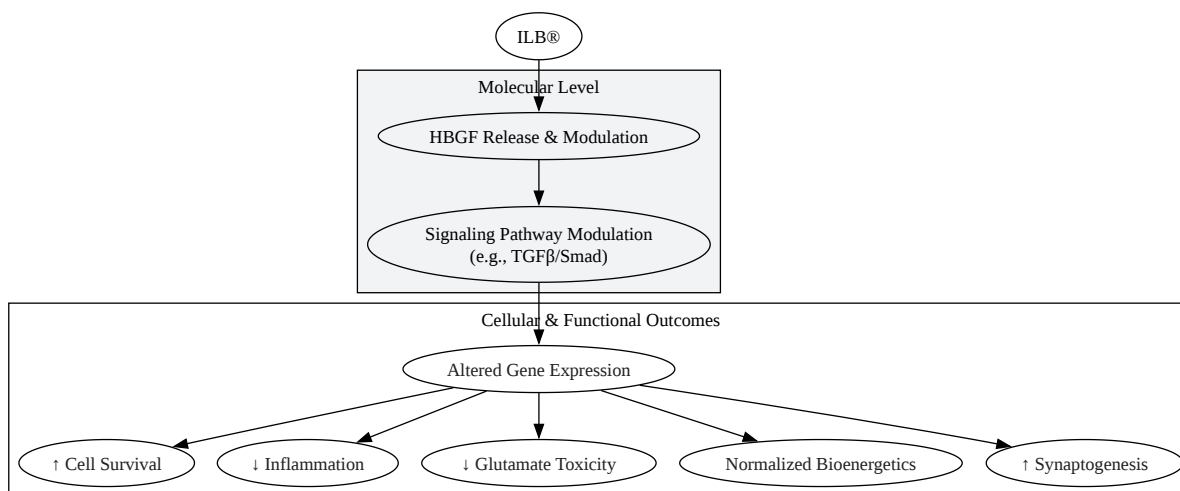 ILB®
Molecular Level
HBGF Release & Modulation
Signaling Pathway Modulation
(e.g., TGFβ/Smad)
Cellular & Functional Outcomes
Altered Gene Expression
↑ Cell Survival
↓ Inflammation
↓ Glutamate Toxicity
Normalized Bioenergetics
↑ Synaptogenesis